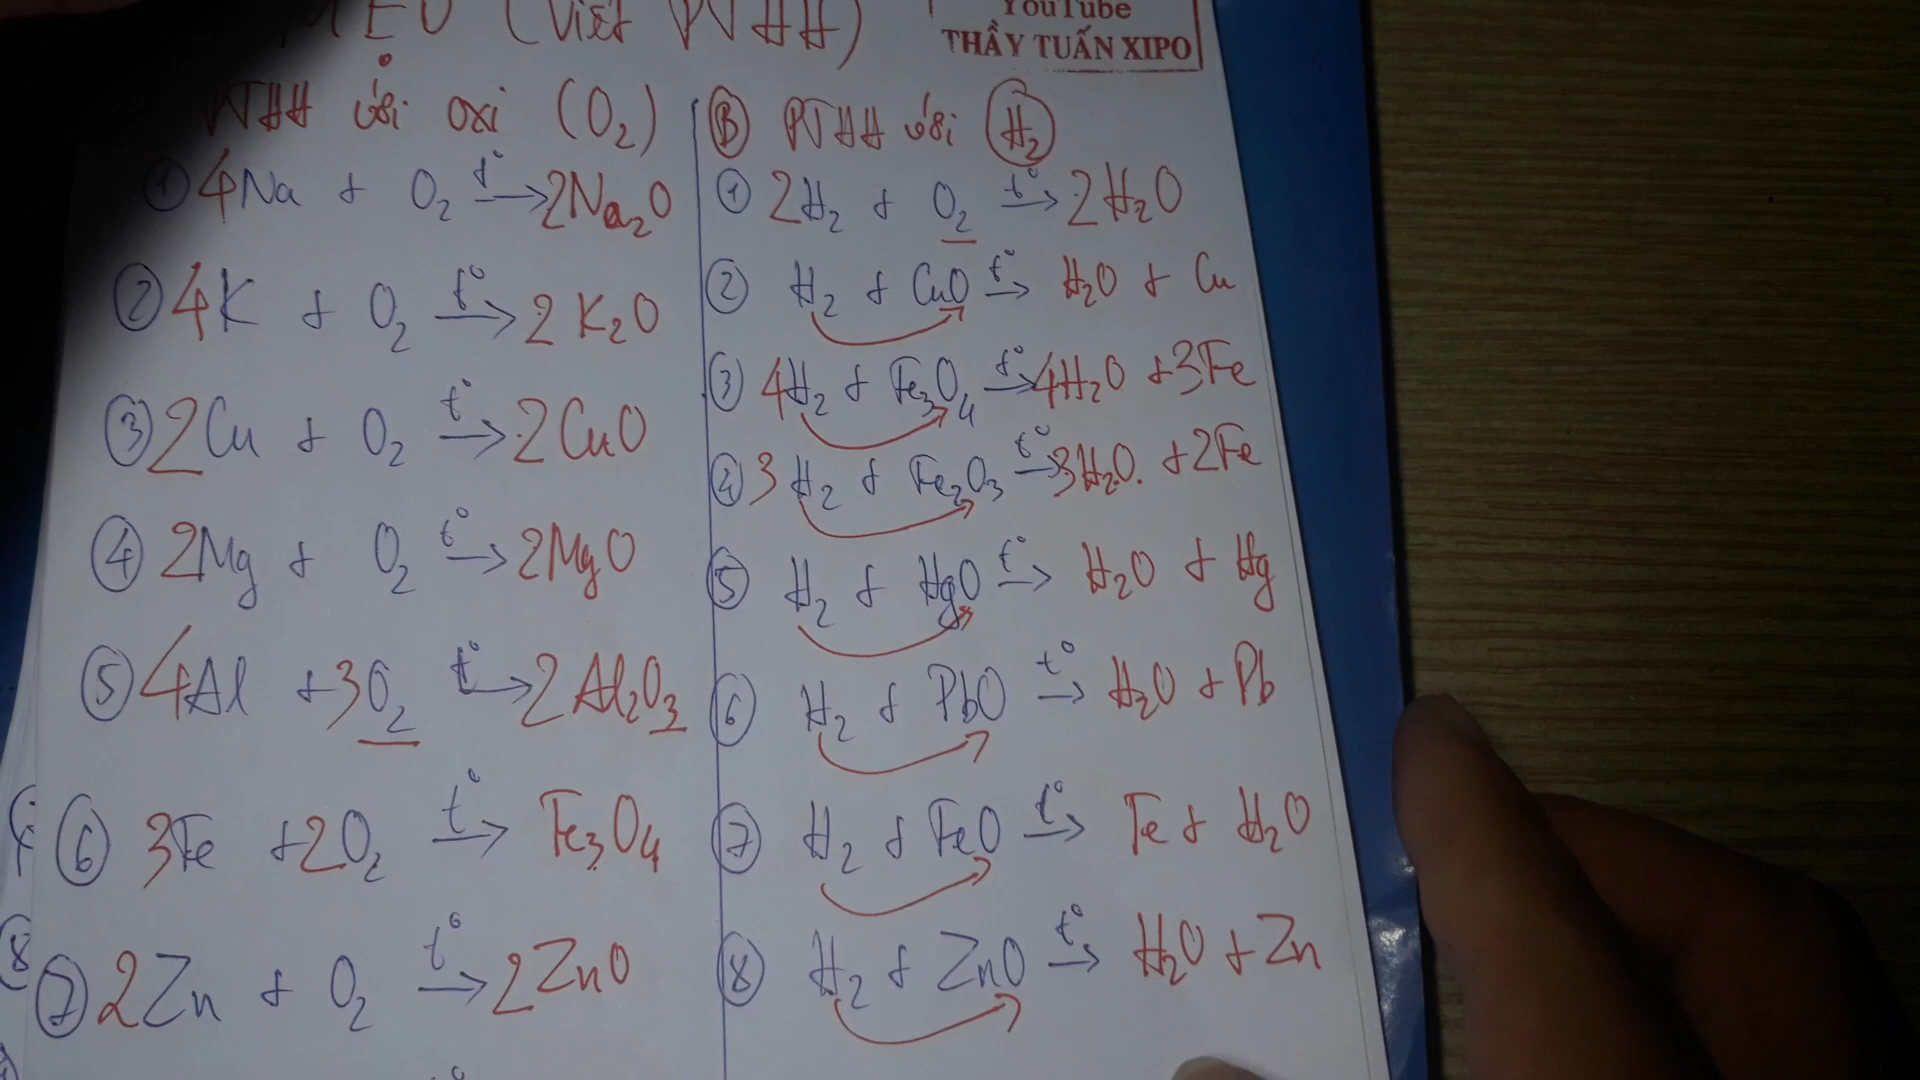 MẸO (Viết PTHH)
YouTube
THẦY TUẤN XIPO
PTHH với oxi (O₂)
① 4Na + O₂ t°→ 2Na₂O
② 4K + O₂ t°→ 2K₂O
③ 2Cu + O₂ t°→ 2CuO
④ 2Mg + O₂ t°→ 2MgO
⑤ 4Al + 3O₂ t°→ 2Al₂O₃
⑥ 3Fe + 2O₂ t°→ Fe₃O₄
⑦ 2Zn + O₂ t°→ 2ZnO
Ⓑ PTHH với H₂
① 2H₂ + O₂ t°→ 2H₂O
② H₂ + CuO t°→ H₂O + Cu
③ 4H₂ + Fe₃O₄ t°→ 4H₂O + 3Fe
④ 3H₂ + Fe₂O₃ t°→ 3H₂O + 2Fe
⑤ H₂ + HgO t°→ H₂O + Hg
⑥ H₂ + PbO t°→ H₂O + Pb
⑦ H₂ + FeO t°→ Fe + H₂O
⑧ H₂ + ZnO t°→ H₂O + Zn